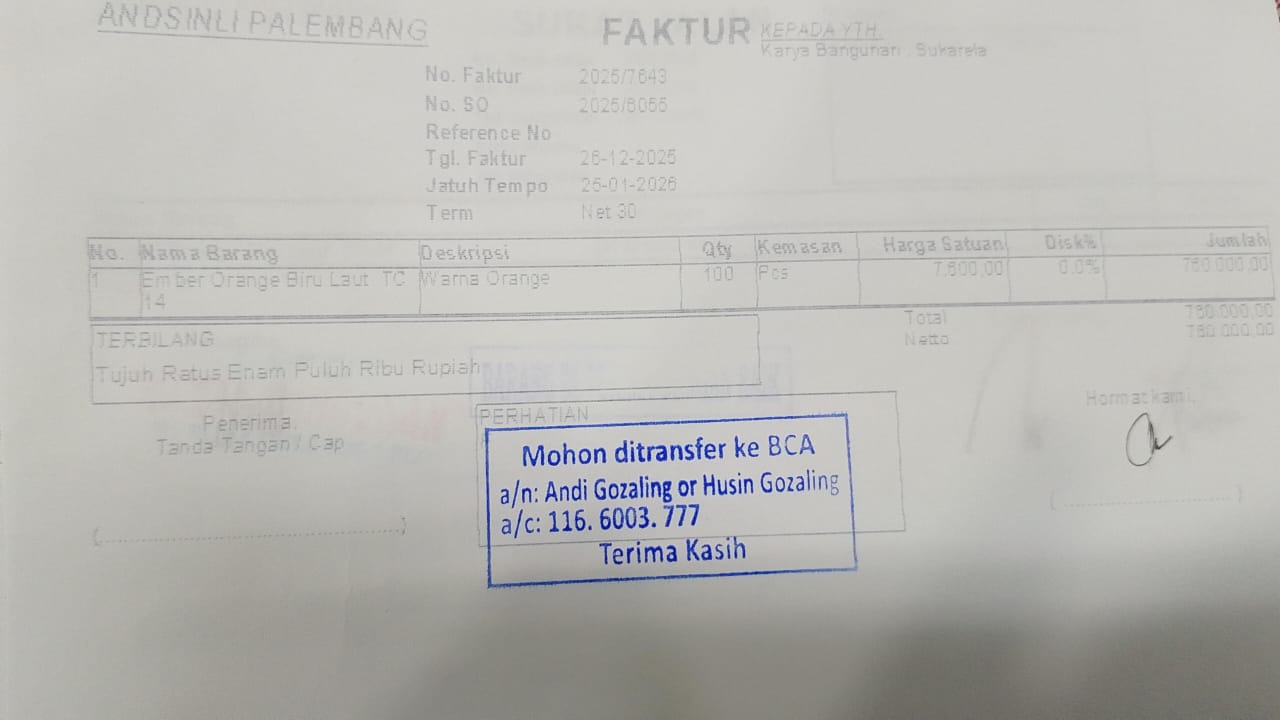 ANDSINLI PALEMBANG
FAKTUR
KEPADA YTH.
Karya Bangunan , Sukarela
No. Faktur 2025/7643
No. SO 2025/8055
Reference No
Tgl. Faktur 26-12-2025
Jatuh Tempo 25-01-2026
Term Net 30
No. Nama Barang Deskripsi Qty Kemasan Harga Satuan Disk% Jumlah
1 Ember Orange Biru Laut TC Warna Orange 100 Pcs 7.600,00 0.0% 760.000,00
14
Total 760.000,00
Netto 760.000,00
TERBILANG
Tujuh Ratus Enam Puluh Ribu Rupiah
Penerima,
Tanda Tangan / Cap
PERHATIAN
Hormat kami,
Mohon ditransfer ke BCA
a/n: Andi Gozaling or Husin Gozaling
a/c: 116. 6003. 777
Terima Kasih